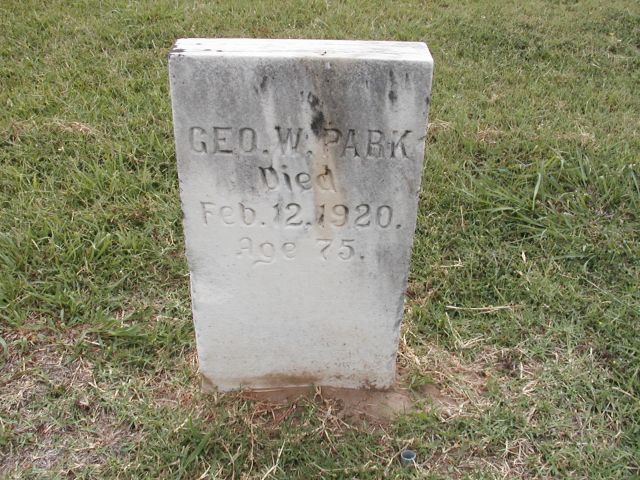 GEO. W. PARK
Died
Feb. 12, 1920.
Age 75.